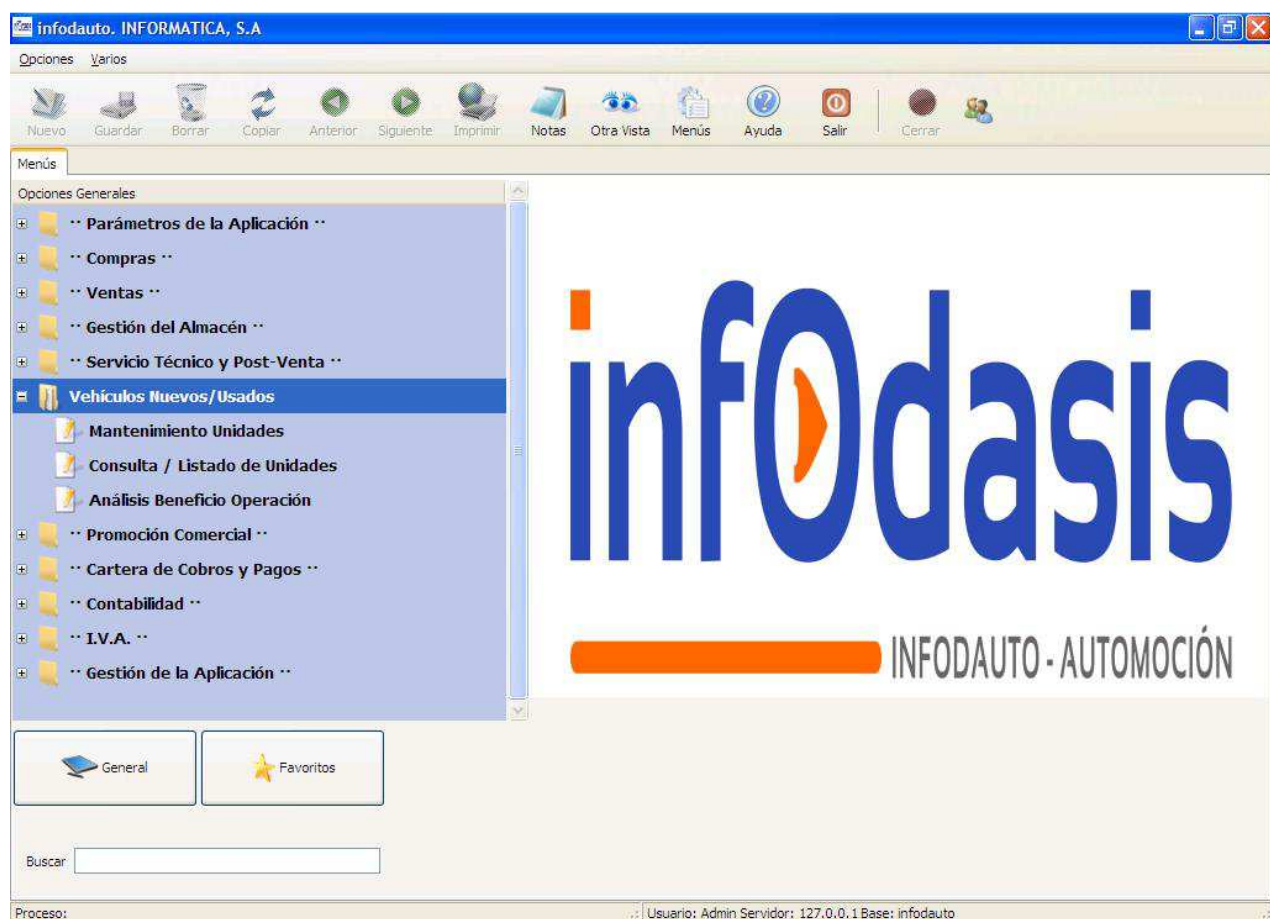 infodauto. INFORMATICA, S.A
Opciones Varios
Nuevo Guardar Borrar Copiar Anterior Siguiente Imprimir Notas Otra Vista Menús Ayuda Salir Cerrar
Menús
Opciones Generales
·· Parámetros de la Aplicación ··
·· Compras ··
·· Ventas ··
·· Gestión del Almacén ··
·· Servicio Técnico y Post-Venta ··
Vehículos Nuevos/Usados
Mantenimiento Unidades
Consulta / Listado de Unidades
Análisis Beneficio Operación
·· Promoción Comercial ··
·· Cartera de Cobros y Pagos ··
·· Contabilidad ··
·· I.V.A. ··
·· Gestión de la Aplicación ··
infOdasis
INFODAUTO - AUTOMOCIÓN
General Favoritos
Buscar
Proceso: Usuario: Admin Servidor: 127.0.0.1 Base: infodauto